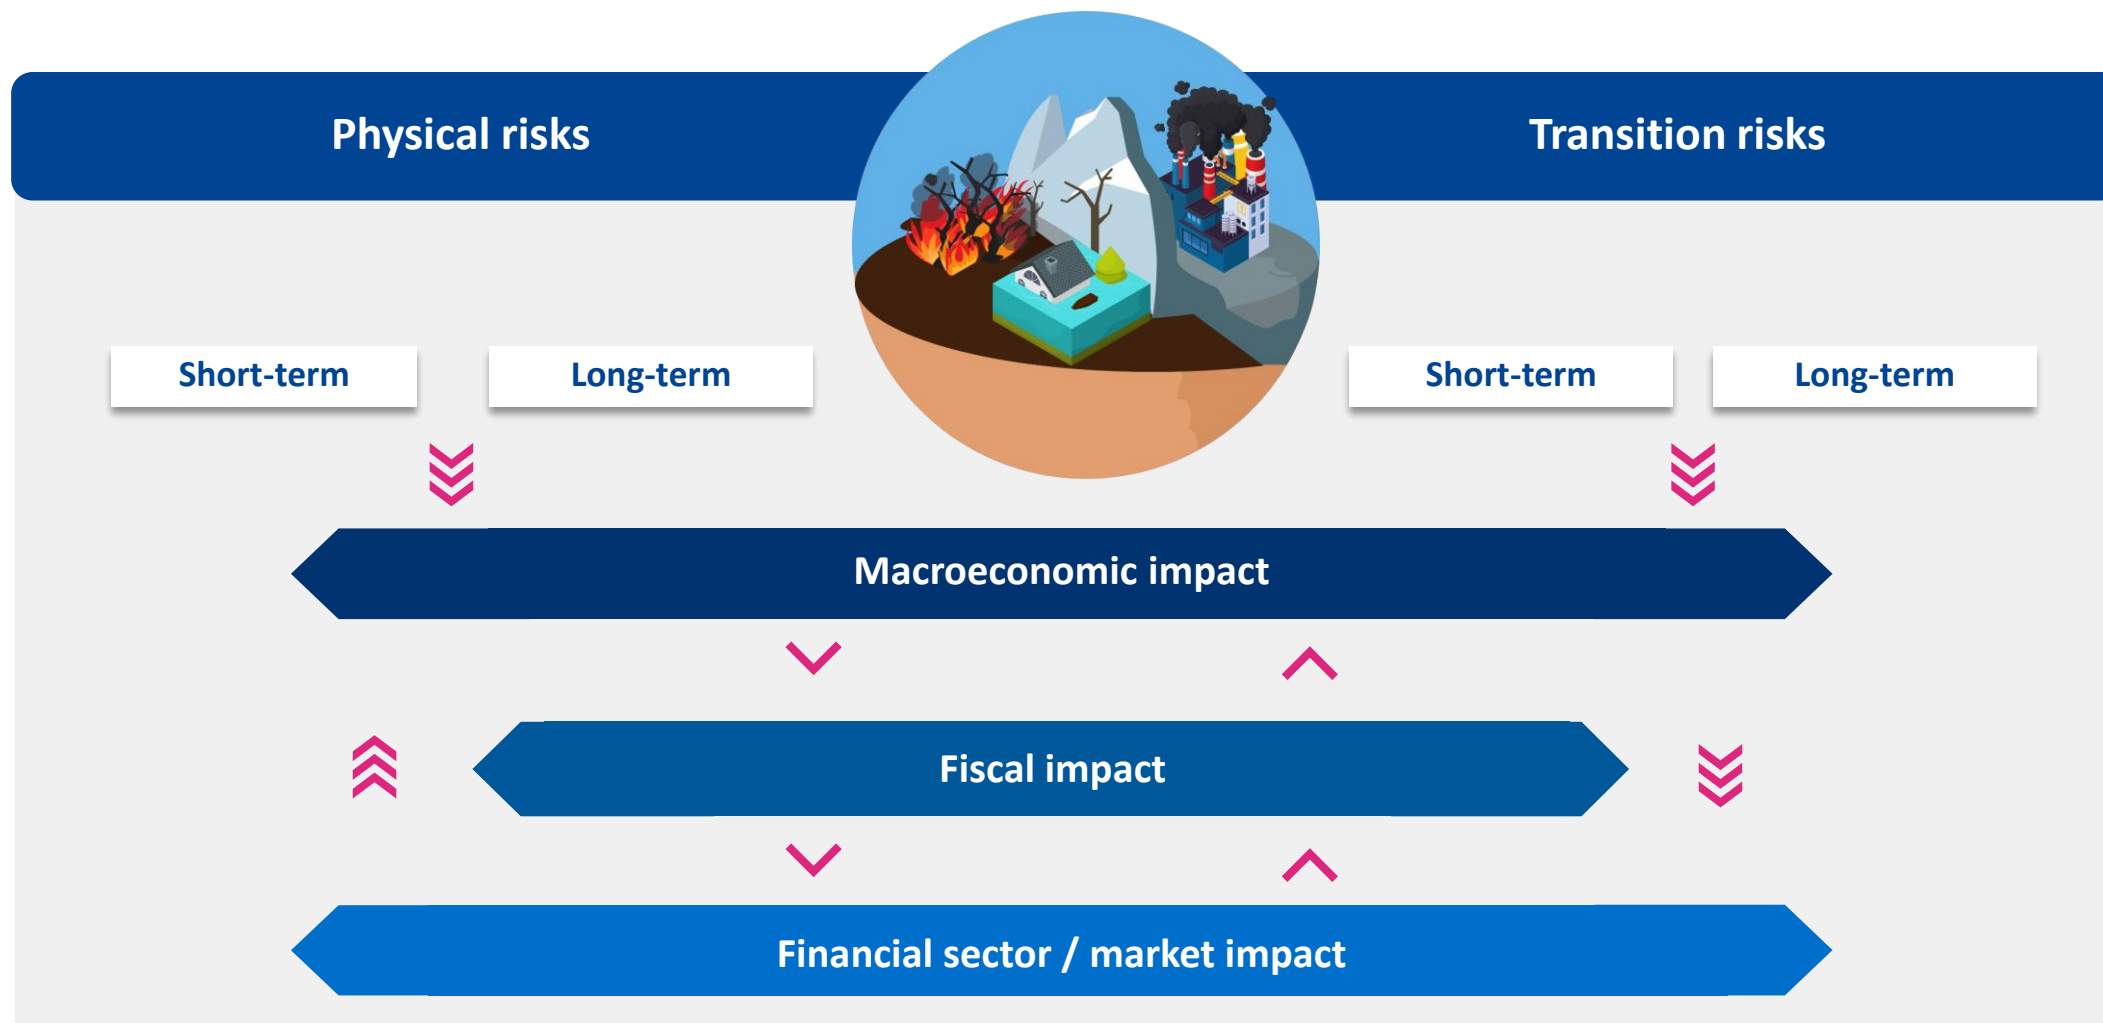 Physical risks
Transition risks
Short-term
Long-term
Short-term
Long-term
Macroeconomic impact
Fiscal impact
Financial sector / market impact